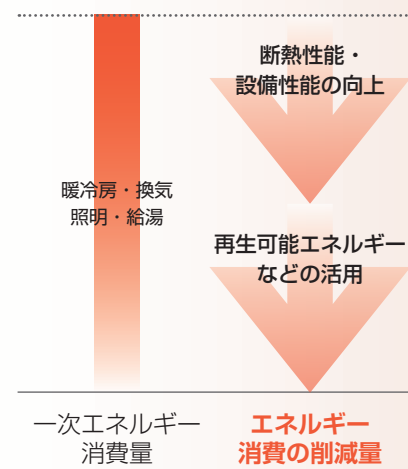 断熱性能・
設備性能の向上
暖冷房・換気
照明・給湯
再生可能エネルギー
などの活用
一次エネルギー
消費量
エネルギー
消費の削減量